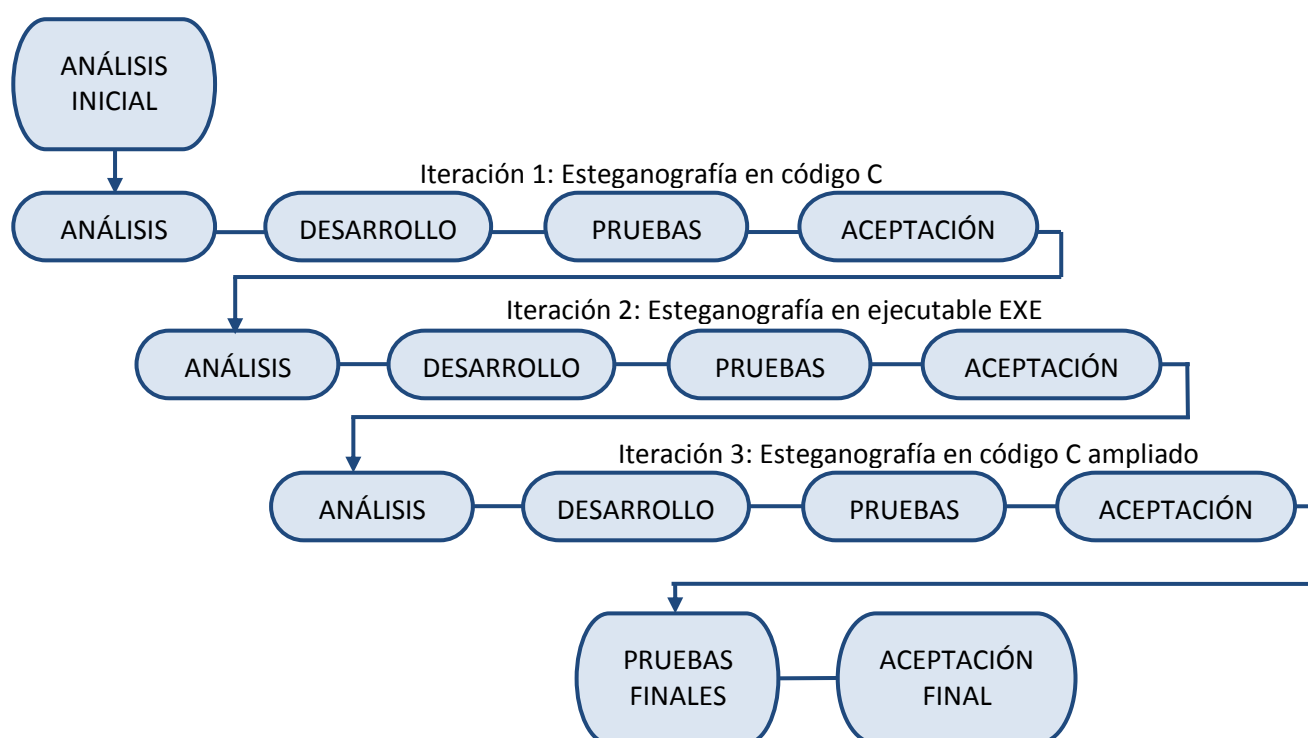 ANÁLISIS
INICIAL
Iteración 1: Esteganografía en código C
ANÁLISIS DESARROLLO PRUEBAS ACEPTACIÓN
Iteración 2: Esteganografía en ejecutable EXE
ANÁLISIS DESARROLLO PRUEBAS ACEPTACIÓN
Iteración 3: Esteganografía en código C ampliado
ANÁLISIS DESARROLLO PRUEBAS ACEPTACIÓN
PRUEBAS
FINALES
ACEPTACIÓN
FINAL